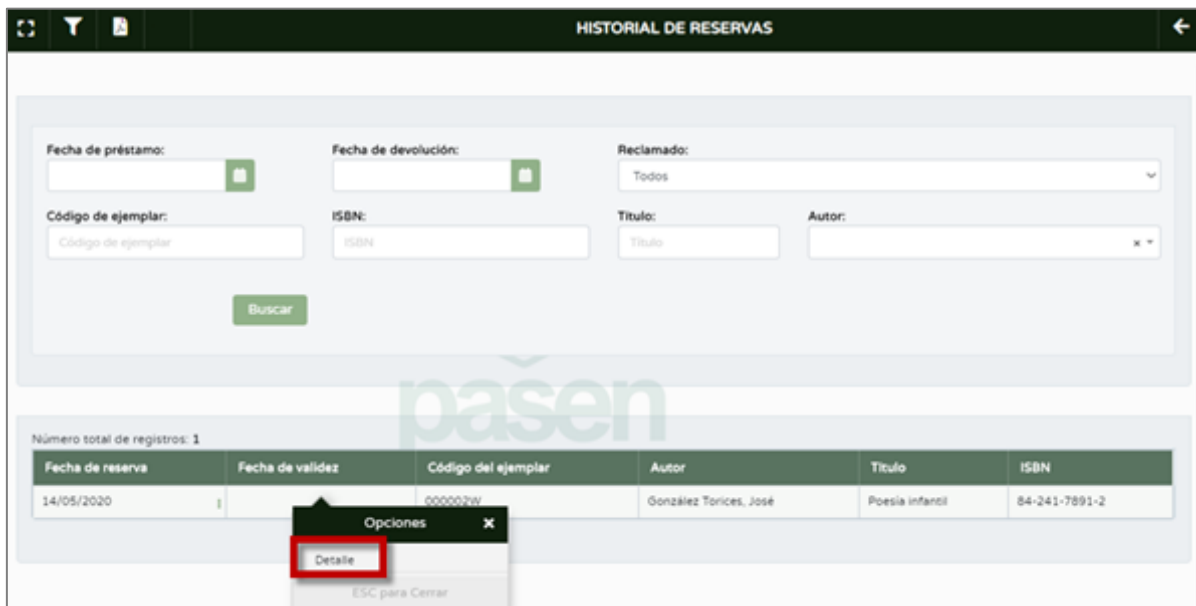 HISTORIAL DE RESERVAS
Fecha de préstamo: Fecha de devolución: Reclamado:
Todos
Código de ejemplar: ISBN: Título: Autor:
Código de ejemplar ISBN Título
Buscar
pasen
Número total de registros: 1
Fecha de reserva Fecha de validez Código del ejemplar Autor Título ISBN
14/05/2020 000002W González Torices, José Poesía infantil 84-241-7891-2
Opciones
Detalle
ESC para Cerrar